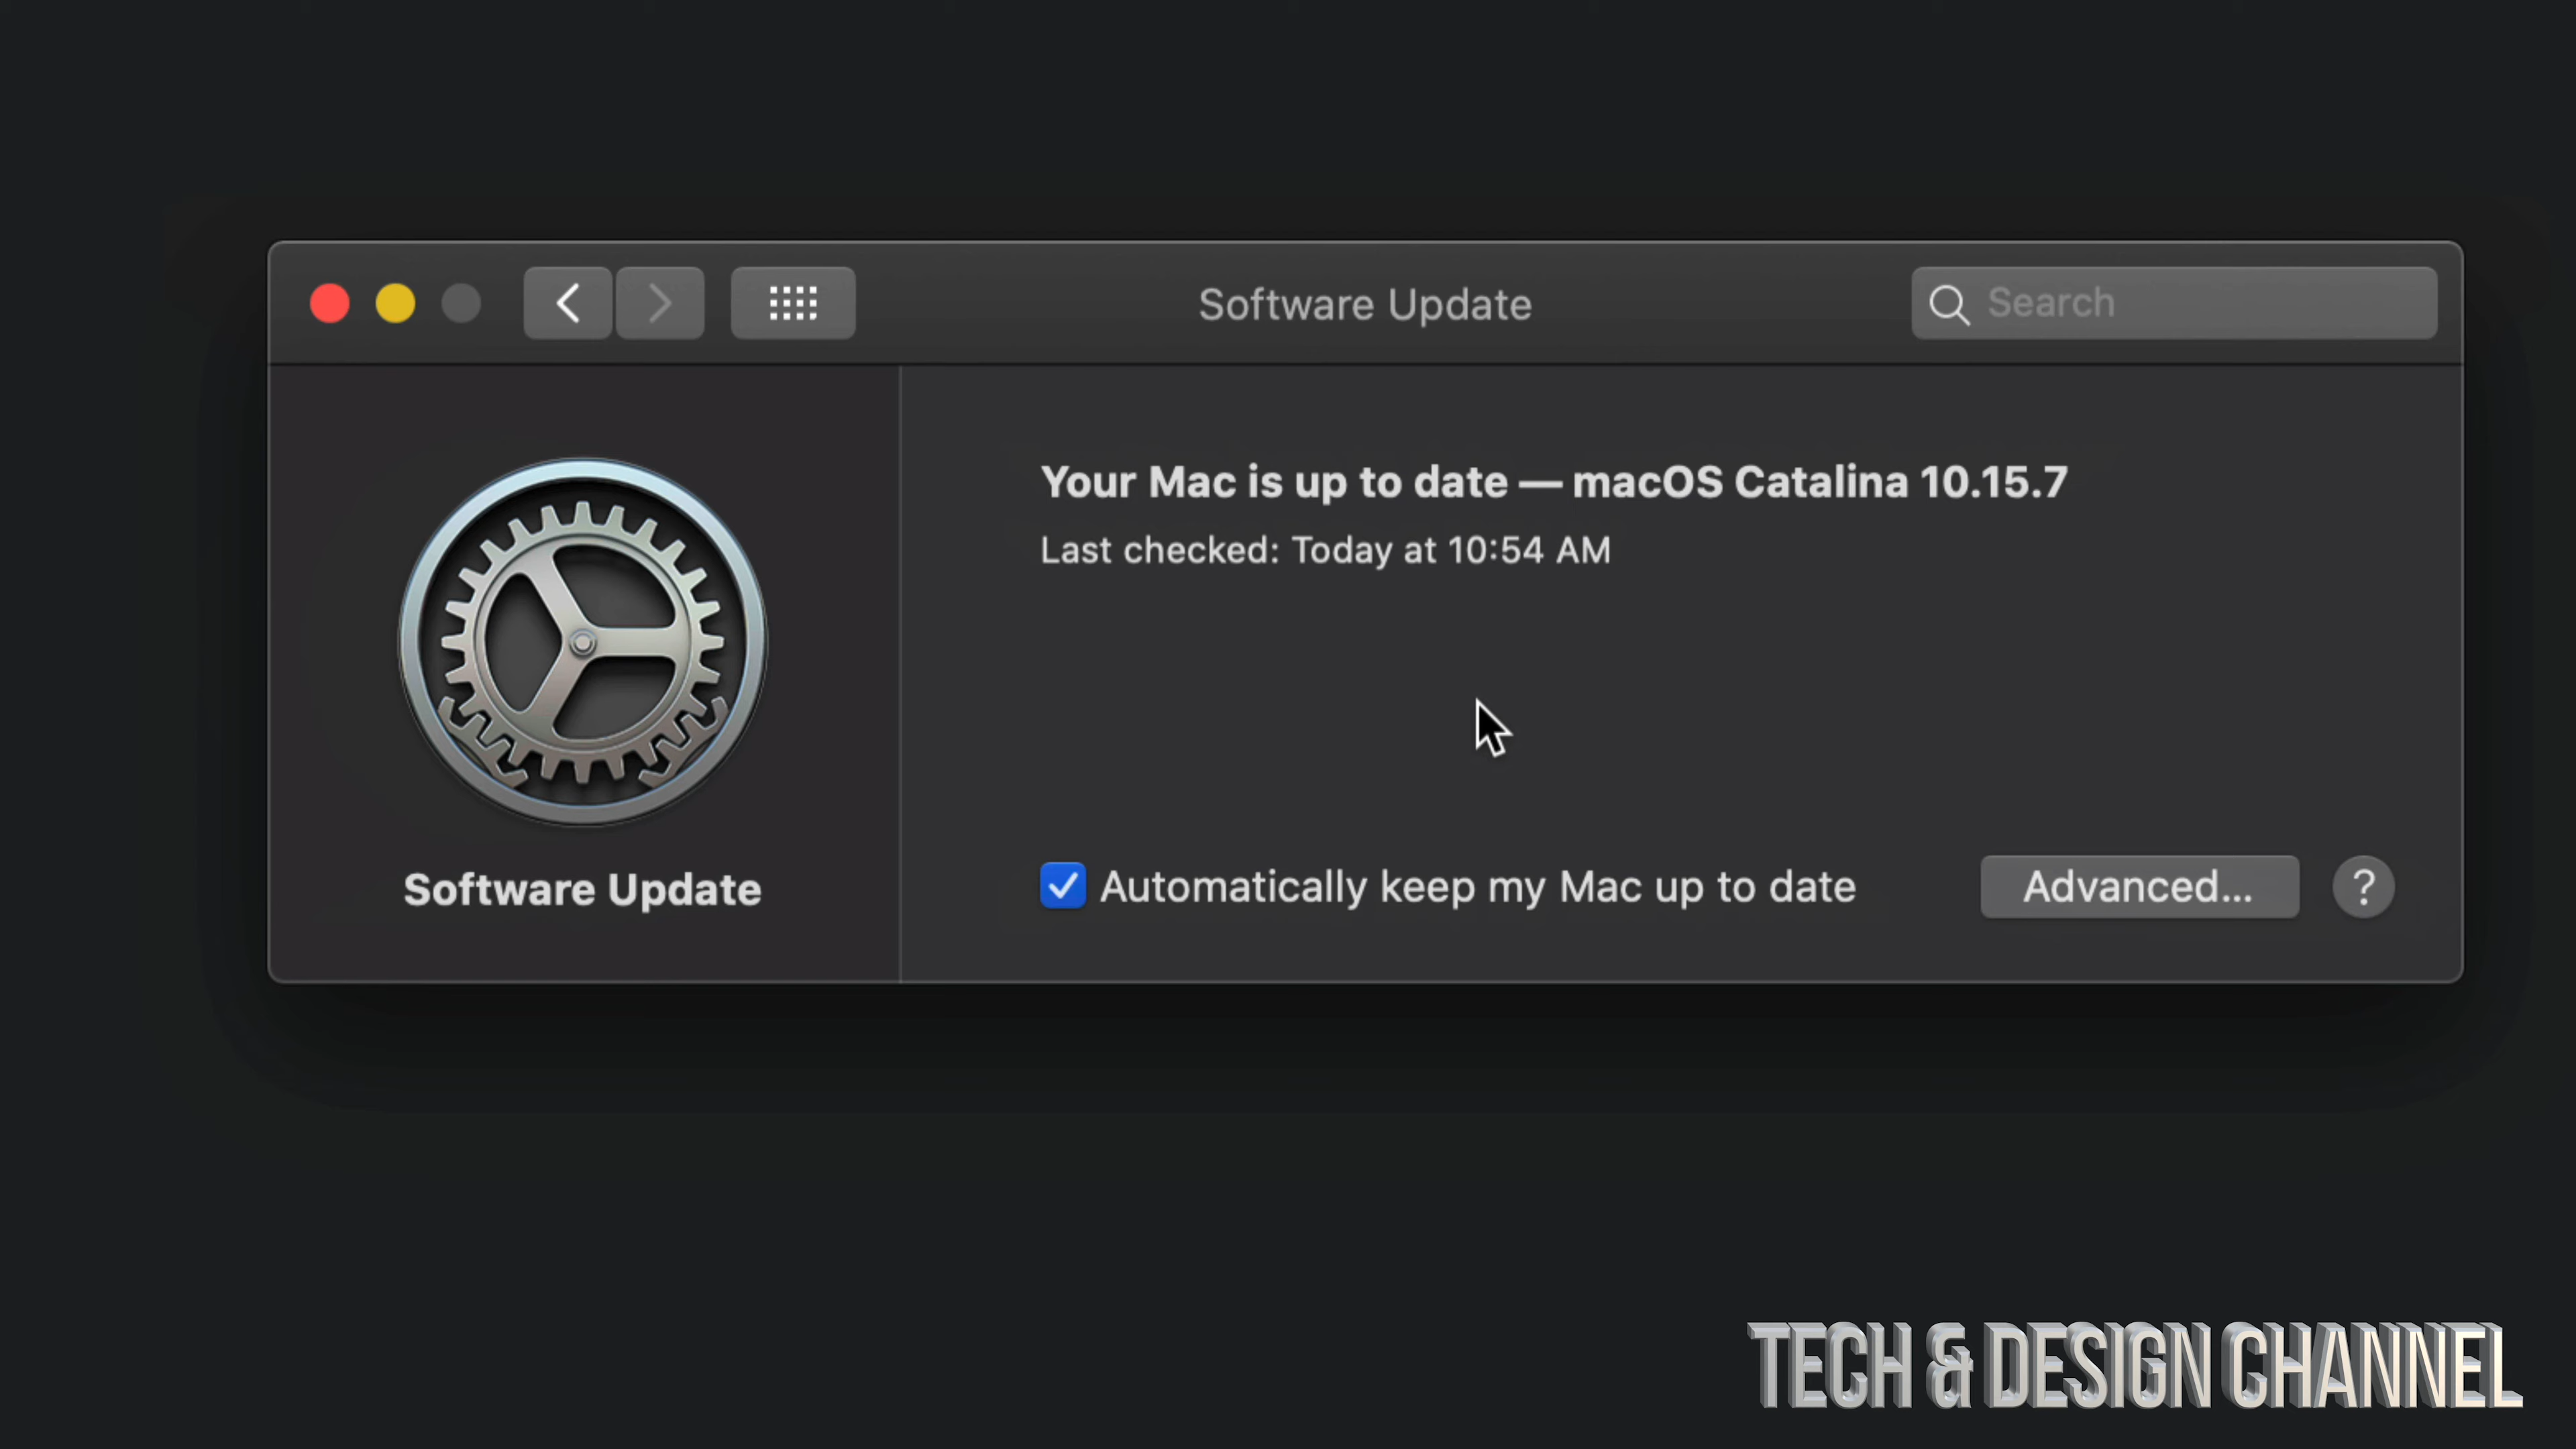 Software Update
Search
Your Mac is up to date — macOS Catalina 10.15.7
Last checked: Today at 10:54 AM
Software Update
Automatically keep my Mac up to date
Advanced...
?
TECH & DESIGN CHANNEL